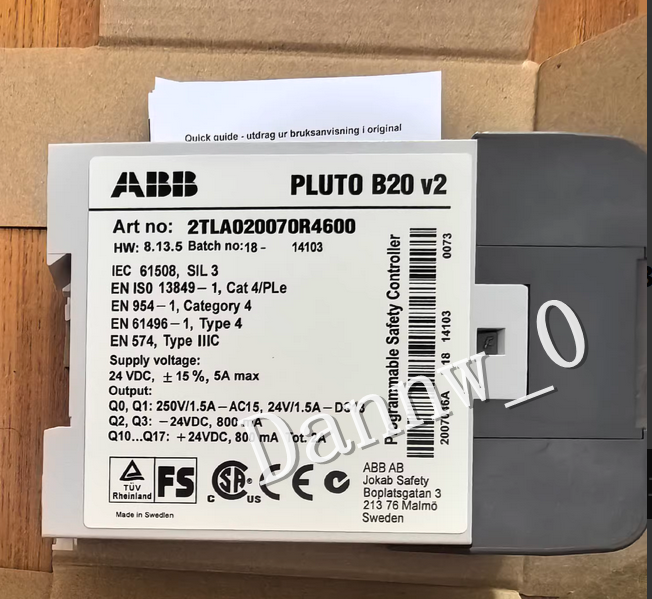 Quick guide - utdrag ur bruksanvisning i original
ABB
PLUTO B20 v2
Art no: 2TLA020070R4600
HW: 8.13.5 Batch no:18- 14103
IEC 61508, SIL 3
EN ISO 13849-1, Cat 4/PLe
EN 954-1, Category 4
EN 61496-1, Type 4
EN 574, Type IIIC
Supply voltage:
24 VDC, ±15%, 5A max
Output:
Q0, Q1: 250V/1.5A-AC15, 24V/1.5A-
Q2, Q3: -24VDC, 800
Q10...Q17: +24VDC, 800mA Tot:
Programmable Safety Controller
18 14103 0073
TÜV
Rheinland
FS
C US
CE
ABB AB
Jokab Safety
Boplatsgatan 3
213 76 Malmö
Sweden
Made in Swedlen
Dannw_0